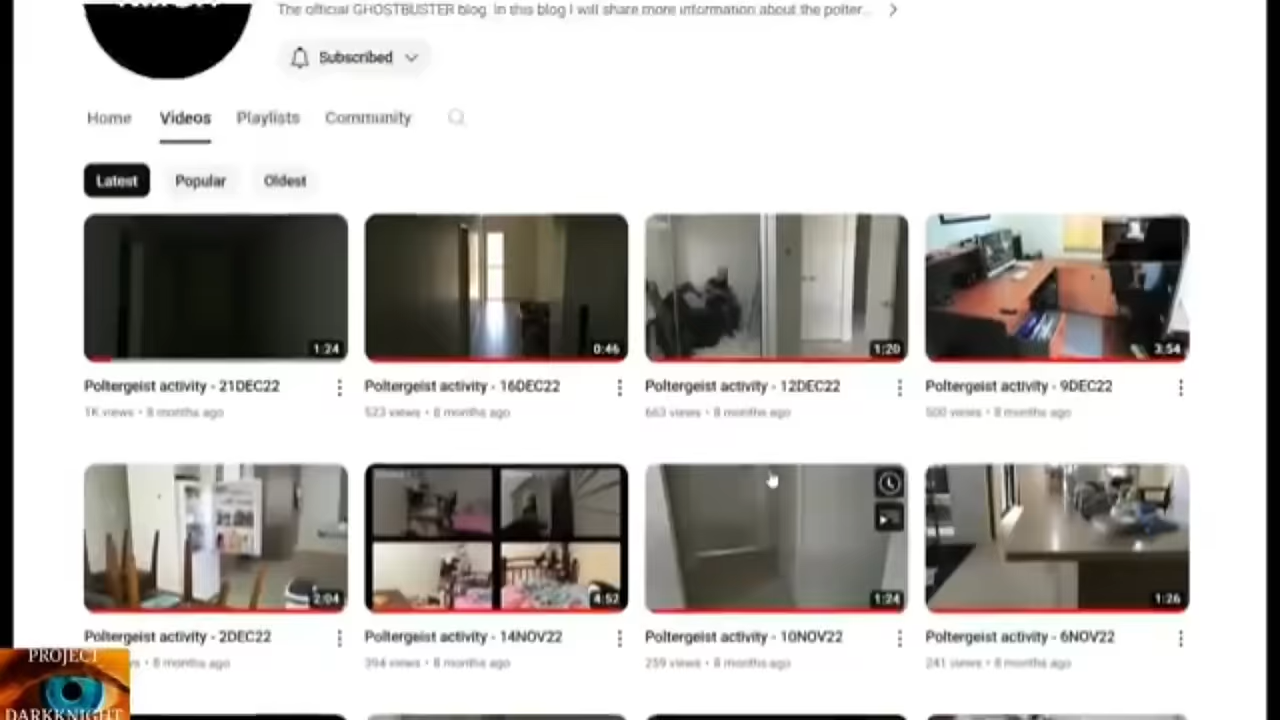 The official GHOSTBUSTER blog. In this blog I will share more information about the polter...
Subscribed
Home Videos Playlists Community
Latest Popular Oldest
1:24 0:46 1:20 3:54
Poltergeist activity - 21DEC22 Poltergeist activity - 16DEC22 Poltergeist activity - 12DEC22 Poltergeist activity - 9DEC22
1K views • 8 months ago 523 views • 8 months ago 663 views • 8 months ago 500 views • 8 months ago
2:04 4:52 1:24 1:26
Poltergeist activity - 2DEC22 Poltergeist activity - 14NOV22 Poltergeist activity - 10NOV22 Poltergeist activity - 6NOV22
• 8 months ago 394 views • 8 months ago 259 views • 8 months ago 241 views • 8 months ago
PROJECT
DARKKNIGHT